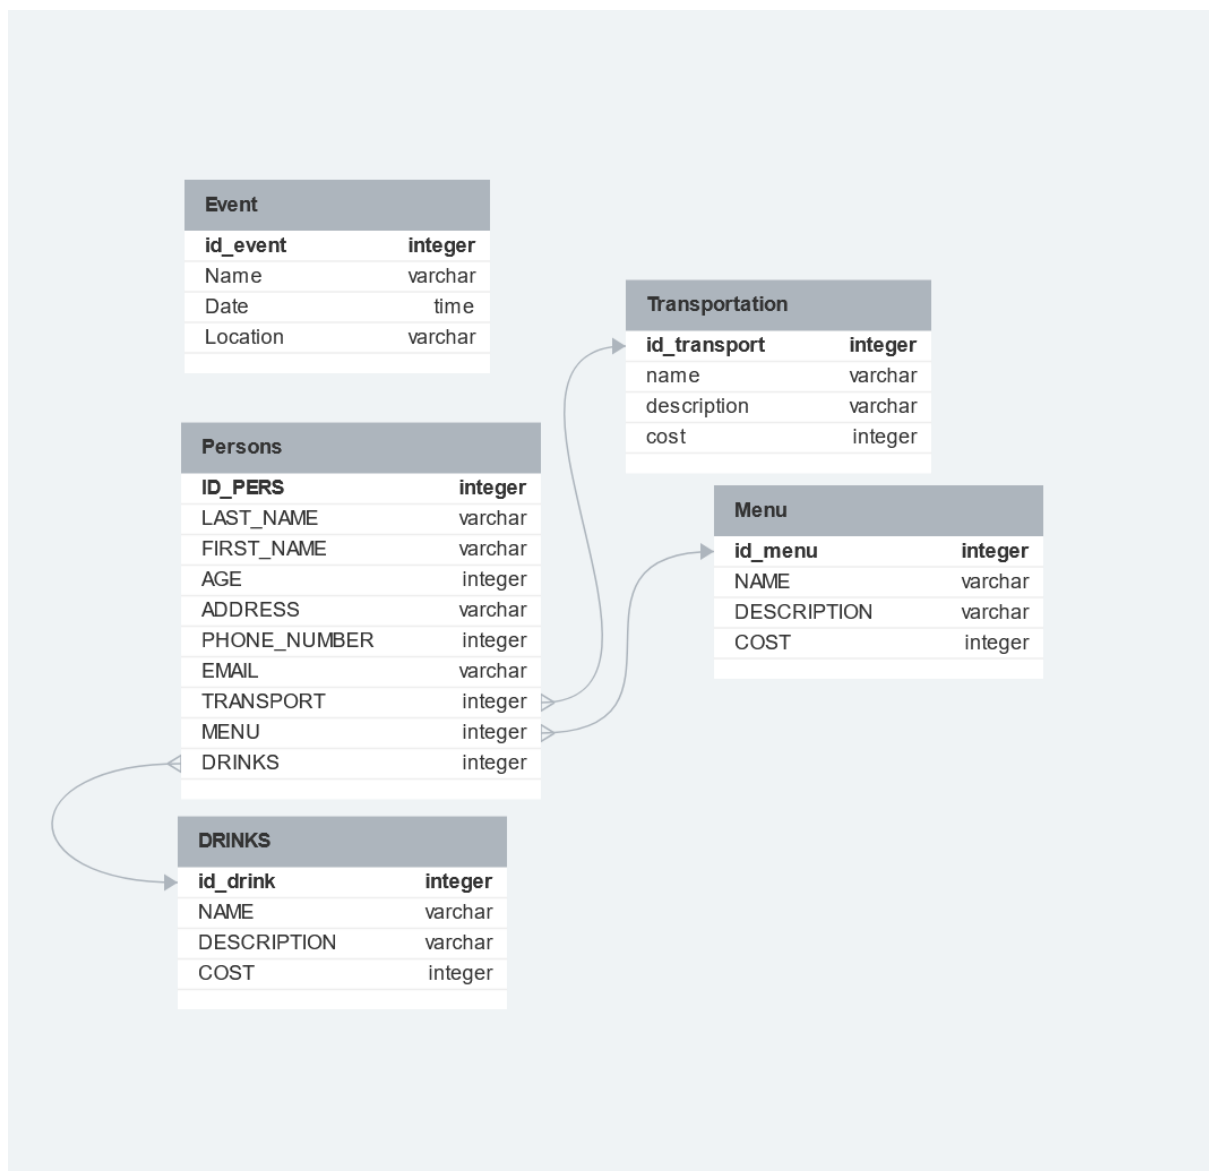 Event
id_event integer
Name varchar
Date time
Location varchar
Transportation
id_transport integer
name varchar
description varchar
cost integer
Persons
ID_PERS integer
LAST_NAME varchar
FIRST_NAME varchar
AGE integer
ADDRESS varchar
PHONE_NUMBER integer
EMAIL varchar
TRANSPORT integer
MENU integer
DRINKS integer
Menu
id_menu integer
NAME varchar
DESCRIPTION varchar
COST integer
DRINKS
id_drink integer
NAME varchar
DESCRIPTION varchar
COST integer